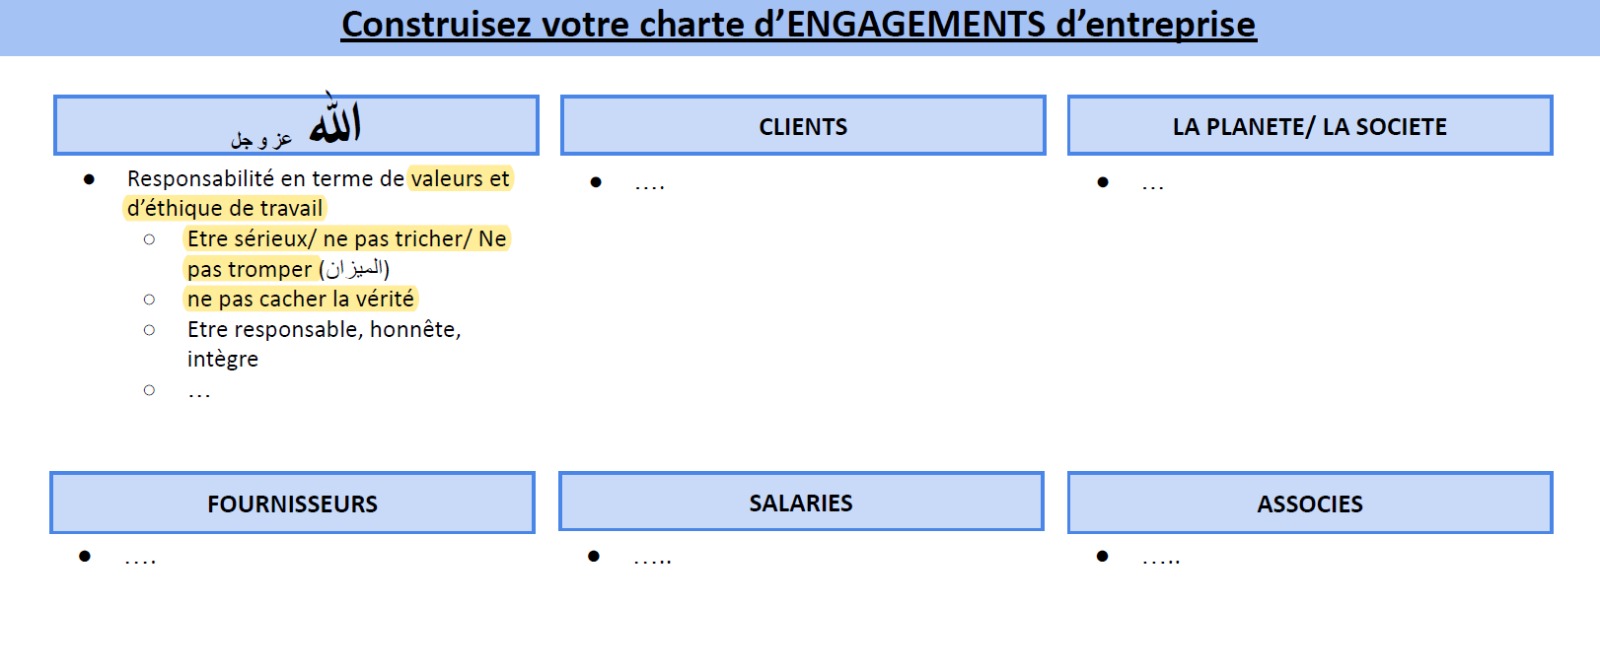 Construisez votre charte d’ENGAGEMENTS d’entreprise
الله عز و جل
● Responsabilité en terme de valeurs et
d’éthique de travail
○ Etre sérieux/ ne pas tricher/ Ne
pas tromper (الميزان)
○ ne pas cacher la vérité
○ Etre responsable, honnête,
intègre
○ …
CLIENTS
● ….
LA PLANETE/ LA SOCIETE
● …
FOURNISSEURS
● ….
SALARIES
● …..
ASSOCIES
● …..